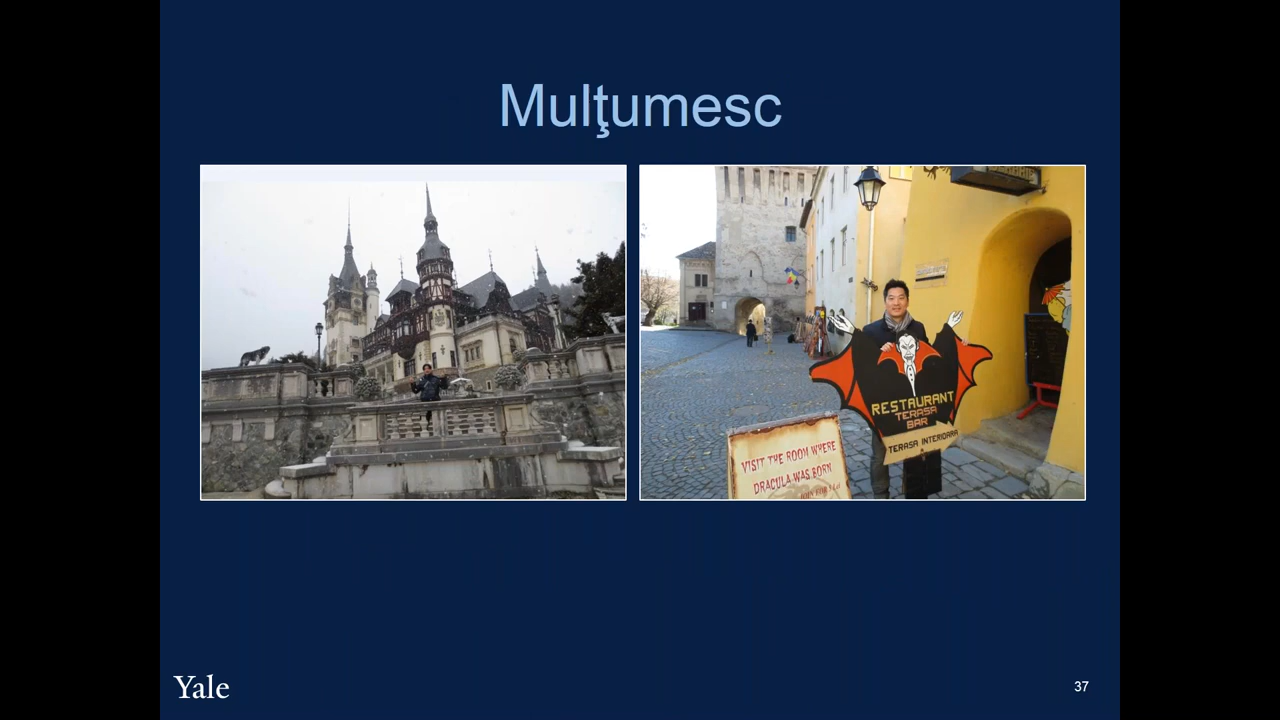 Mulţumesc
RESTAURANT
TERASA
BAR
TERASA INTERIOARA
VISIT THE ROOM WHERE
DRACULA WAS BORN
Yale
37